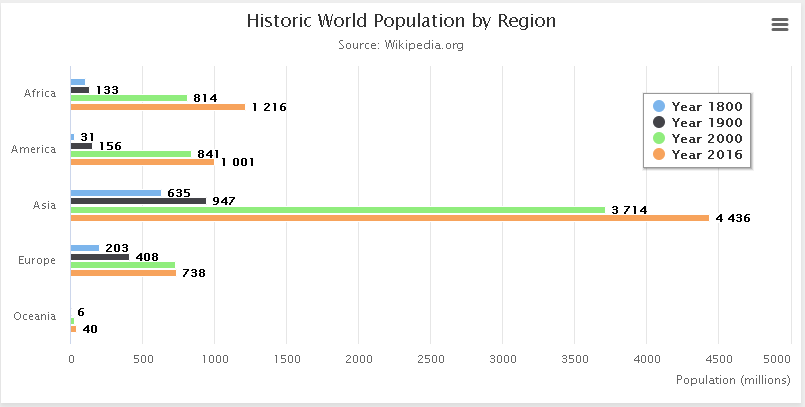 Historic World Population by Region
Source: Wikipedia.org
Africa
133
814
1 216
America
31
156
841
1 001
Asia
635
947
3 714
4 436
Europe
203
408
738
Oceania
6
40
Year 1800
Year 1900
Year 2000
Year 2016
0 500 1000 1500 2000 2500 3000 3500 4000 4500 5000
Population (millions)